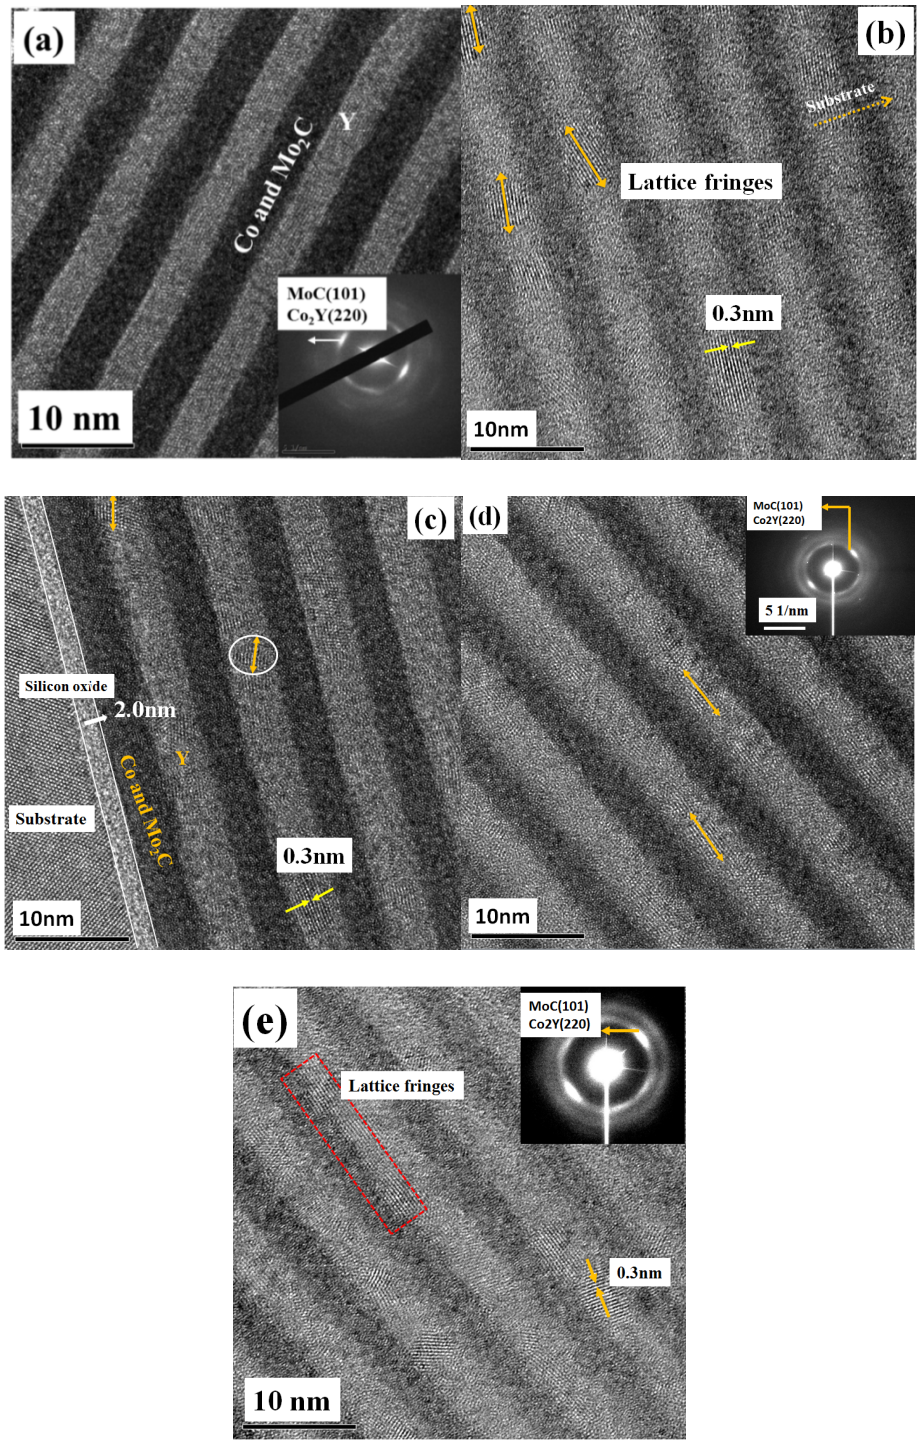 (a)
Y
Co and Mo₂C
MoC(101)
Co₂Y(220)
10 nm
(b)
Substrate
Lattice fringes
0.3nm
10nm
(c)
Silicon oxide
2.0nm
Y
Co and Mo₂C
Substrate
0.3nm
10nm
(d)
MoC(101)
Co2Y(220)
5 1/nm
10nm
(e)
MoC(101)
Co2Y(220)
Lattice fringes
0.3nm
10 nm